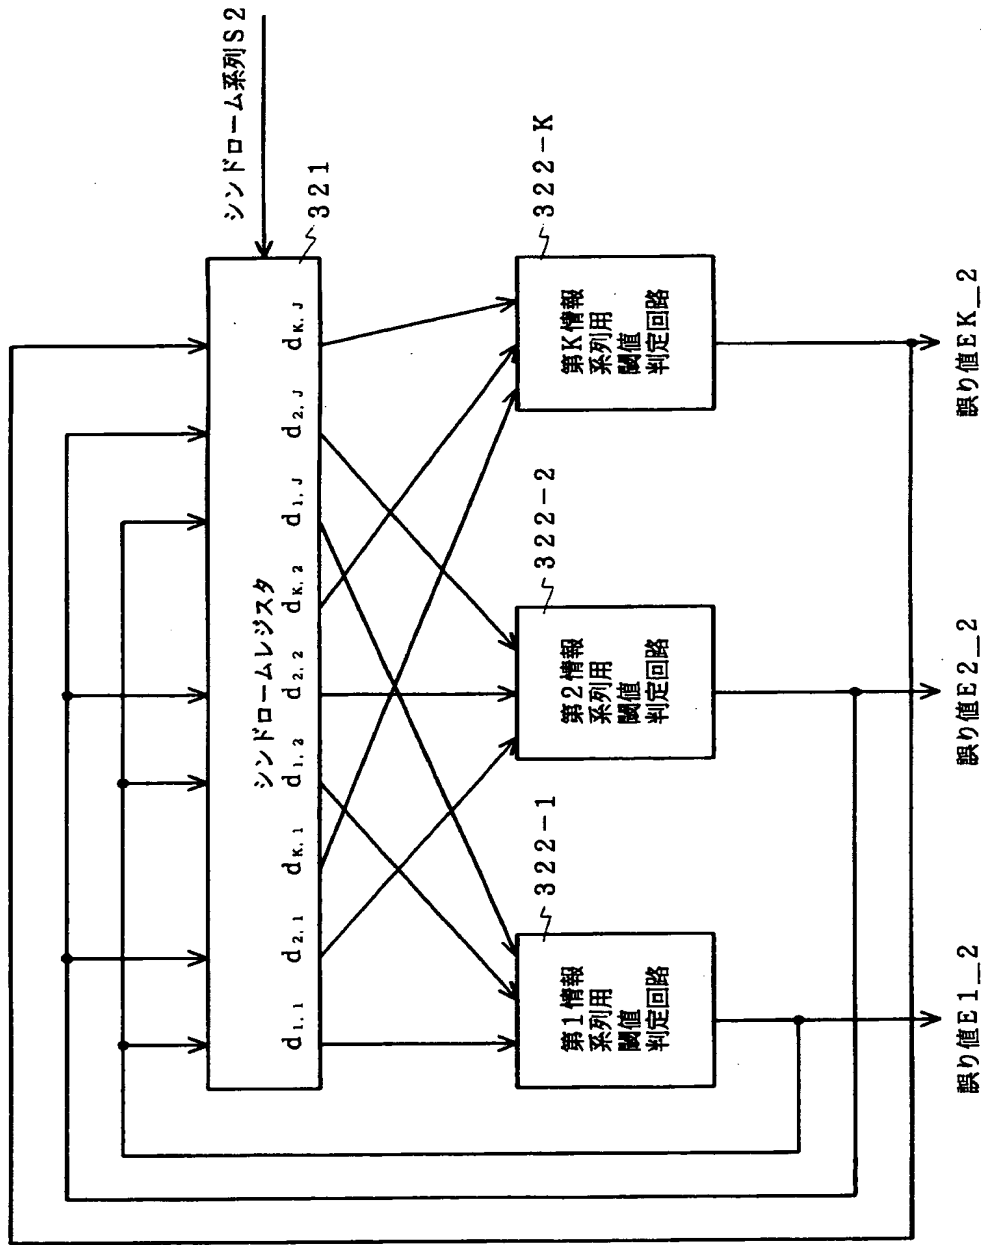 シンドローム系列S2
321
シンドロームレジスタ
d1,1
d2,1
dK,1
d1,2
d2,2
dK,2
d1,J
d2,J
dK,J
322-1
第1情報
系列用
閾値
判定回路
322-2
第2情報
系列用
閾値
判定回路
322-K
第K情報
系列用
閾値
判定回路
誤り値E1_2
誤り値E2_2
誤り値EK_2